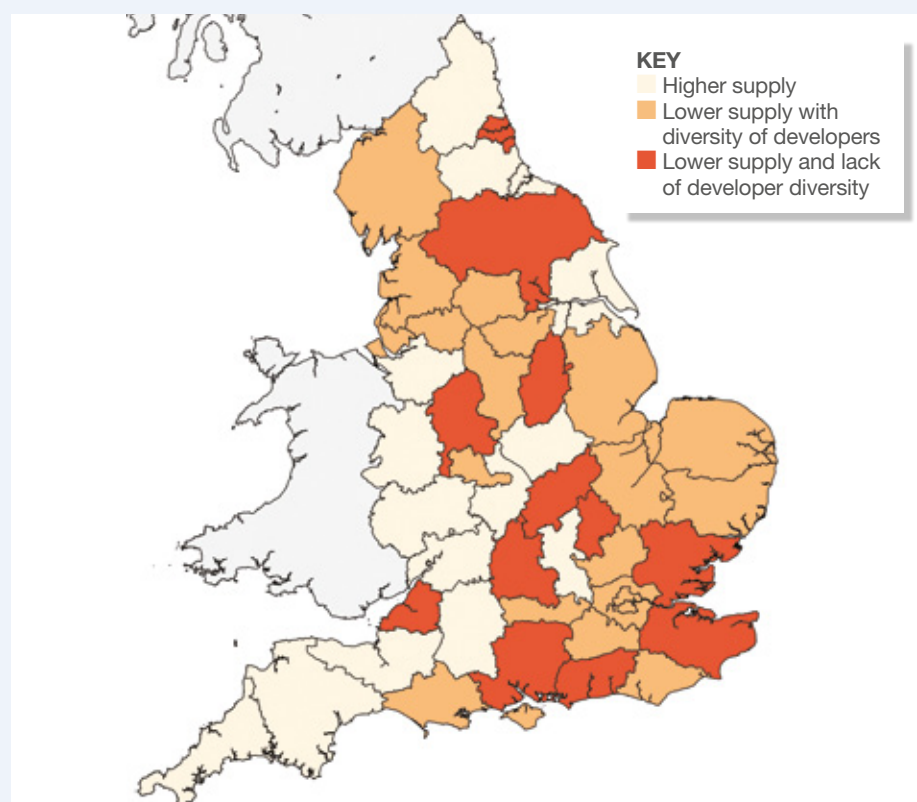 KEY
Higher supply
Lower supply with
diversity of developers
Lower supply and lack
of developer diversity